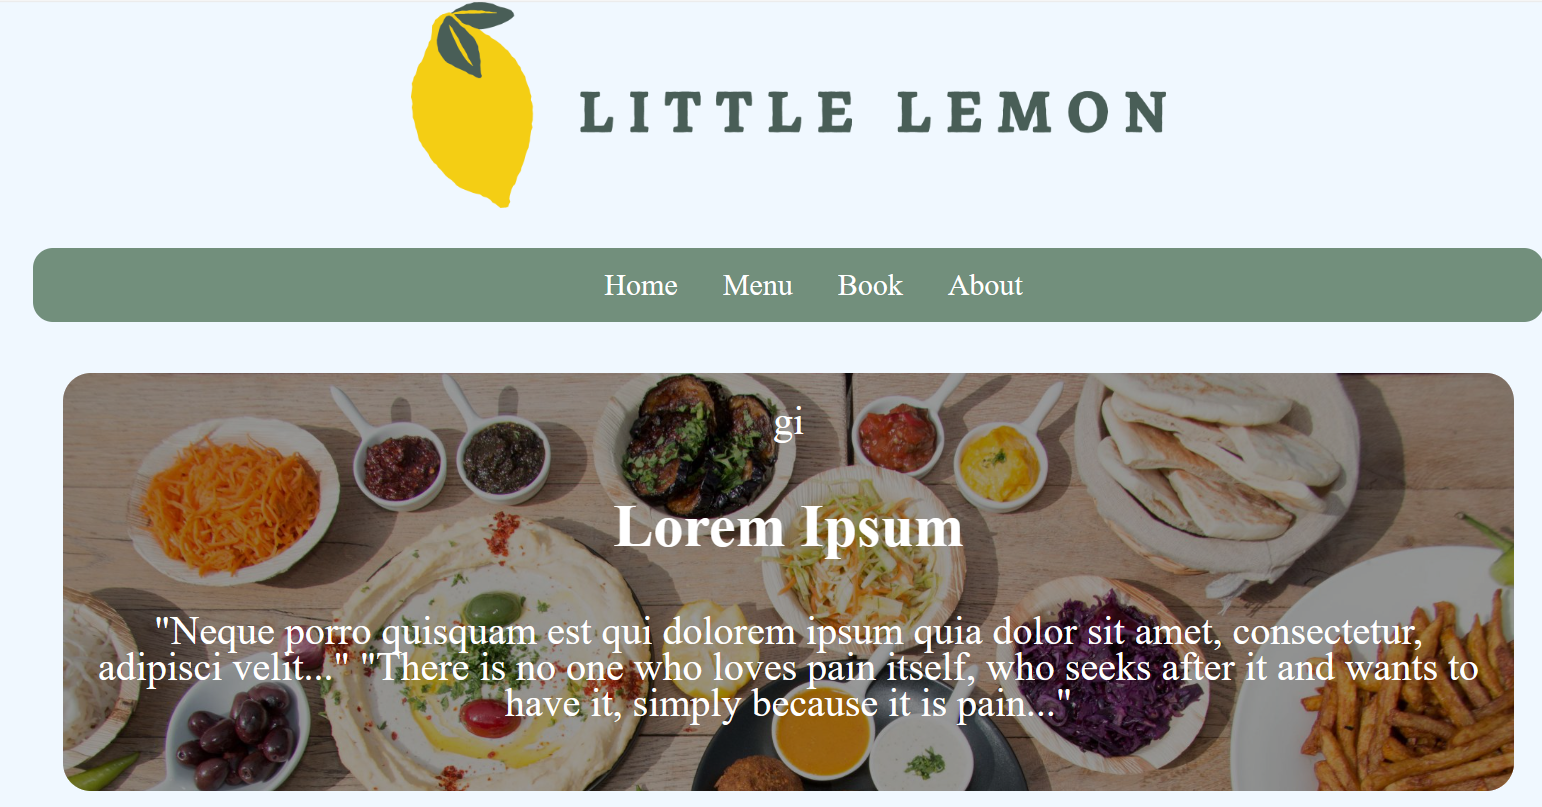 LITTLE LEMON
Home Menu Book About
gi
Lorem Ipsum
"Neque porro quisquam est qui dolorem ipsum quia dolor sit amet, consectetur,
adipisci velit..." "There is no one who loves pain itself, who seeks after it and wants to
have it, simply because it is pain..."